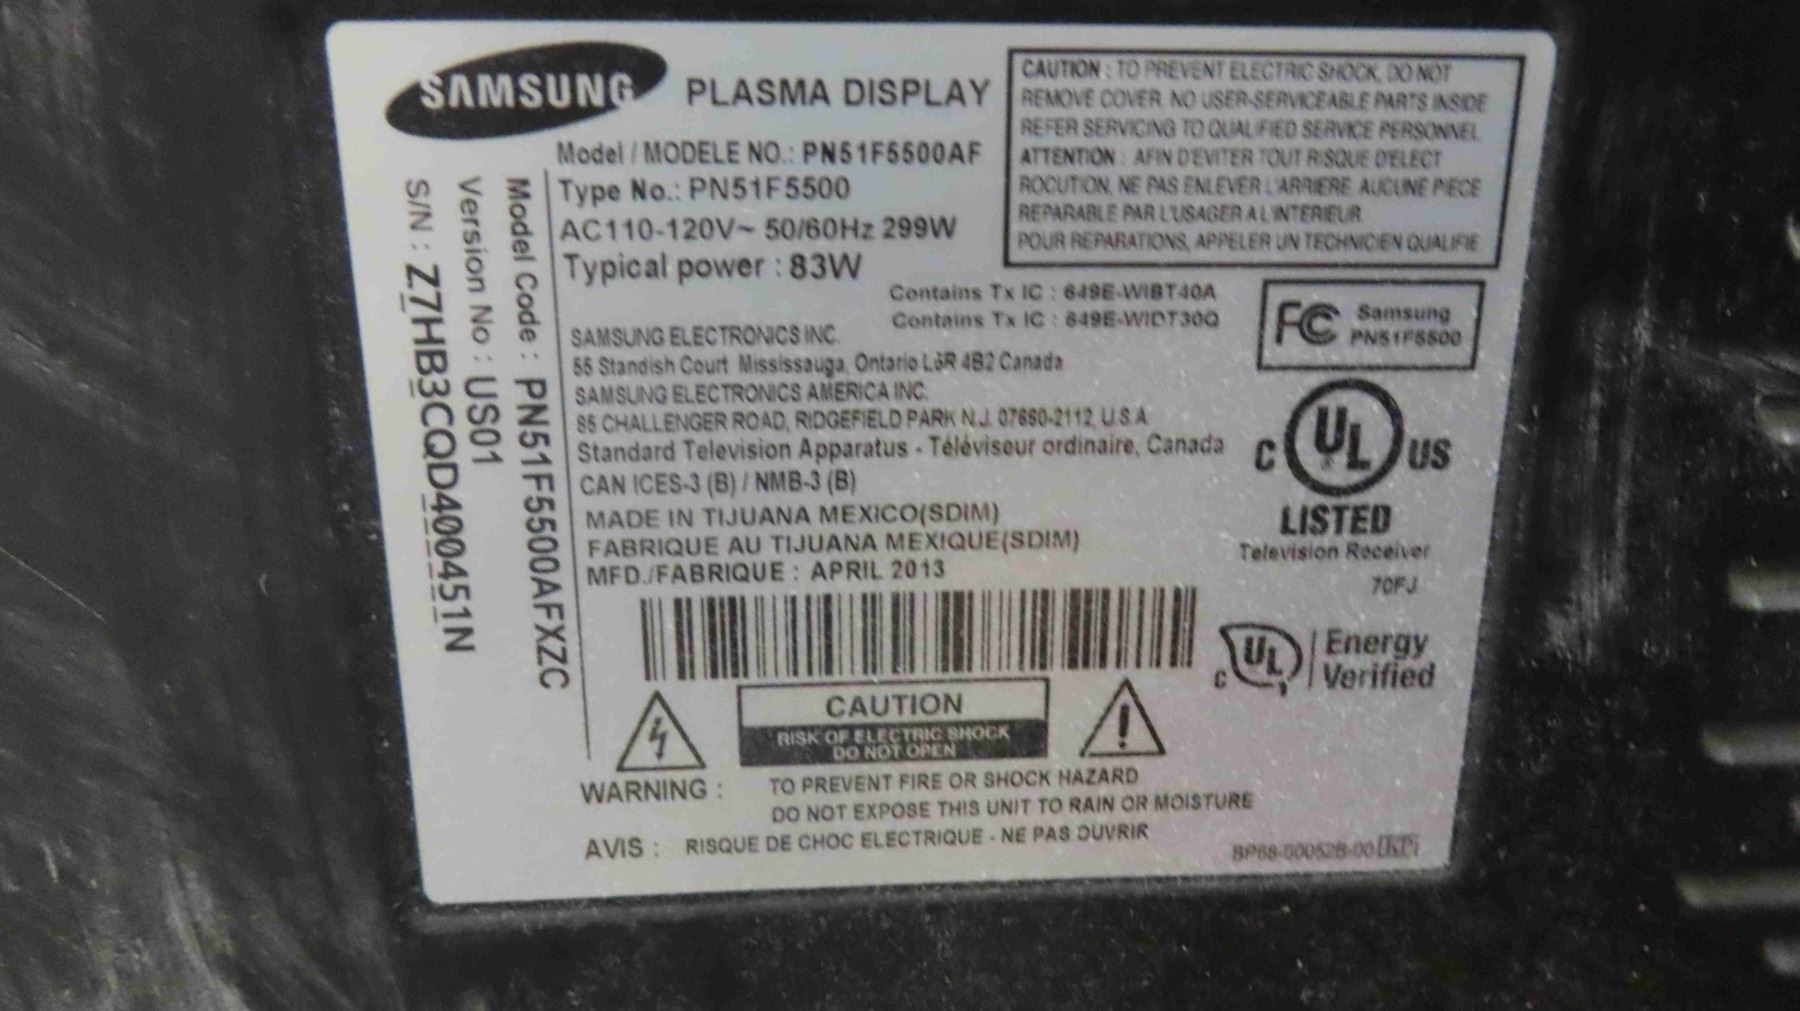 SAMSUNG PLASMA DISPLAY
Model / MODELE NO.: PN51F5500AF
Type No.: PN51F5500
AC110-120V~ 50/60Hz 299W
Typical power : 83W
CAUTION : TO PREVENT ELECTRIC SHOCK, DO NOT
REMOVE COVER, NO USER-SERVICEABLE PARTS INSIDE
REFER SERVICING TO QUALIFIED SERVICE PERSONNEL.
ATTENTION : AFIN D'EVITER TOUT RISQUE D'ELECT
ROCUTION, NE PAS ENLEVER L'ARRIERE. AUCUNE PIECE
REPARABLE PAR L'USAGER A L'INTERIEUR.
POUR REPARATIONS, APPELER UN TECHNICIEN QUALIFIE
Contains Tx IC : 649E-WIBT40A
Contains Tx IC : 649E-WIDT30Q
FC Samsung
PN51F5500
SAMSUNG ELECTRONICS INC.
55 Standish Court Mississauga, Ontario L5R 4B2 Canada
SAMSUNG ELECTRONICS AMERICA INC.
85 CHALLENGER ROAD, RIDGEFIELD PARK N.J. 07660-2112, U.S.A
Standard Television Apparatus - Téléviseur ordinaire, Canada
CAN ICES-3 (B) / NMB-3 (B)
MADE IN TIJUANA MEXICO(SDIM)
FABRIQUE AU TIJUANA MEXIQUE(SDIM)
MFD./FABRIQUE : APRIL 2013
C UL US
®
LISTED
Television Receiver
70FJ
C UL Energy
Verified
CAUTION
RISK OF ELECTRIC SHOCK
DO NOT OPEN
WARNING : TO PREVENT FIRE OR SHOCK HAZARD
DO NOT EXPOSE THIS UNIT TO RAIN OR MOISTURE
AVIS : RISQUE DE CHOC ELECTRIQUE - NE PAS OUVRIR
BP68-00052B-00
Model Code : PN51F5500AFXZC
Version No : US01
S/N : Z7HB3CQD400451N